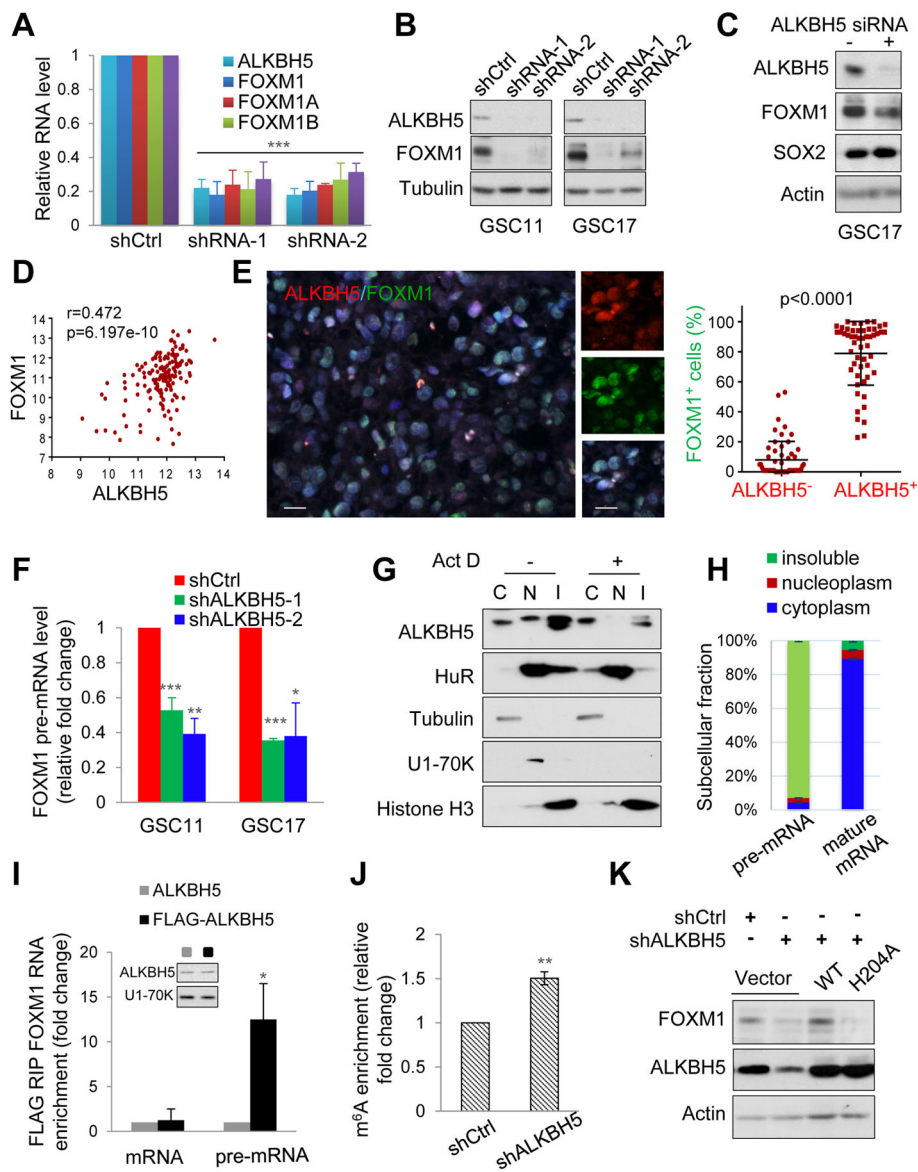 A
Relative RNA level
1
0.8
0.6
0.4
0.2
0
ALKBH5
FOXM1
FOXM1A
FOXM1B
***
shCtrl
shRNA-1
shRNA-2
B
shCtrl
shRNA-1
shRNA-2
shCtrl
shRNA-1
shRNA-2
ALKBH5
FOXM1
Tubulin
GSC11
GSC17
C
ALKBH5 siRNA
- +
ALKBH5
FOXM1
SOX2
Actin
GSC17
D
r=0.472
p=6.197e-10
FOXM1
14
13
12
11
10
9
8
7
8 9 10 11 12 13 14
ALKBH5
E
ALKBH5/FOXM1
p<0.0001
FOXM1+ cells (%)
100
80
60
40
20
0
ALKBH5-
ALKBH5+
F
shCtrl
shALKBH5-1
shALKBH5-2
FOXM1 pre-mRNA level
(relative fold change)
1
0.8
0.6
0.4
0.2
0
***
**
***
*
GSC11
GSC17
G
Act D - +
C N I C N I
ALKBH5
HuR
Tubulin
U1-70K
Histone H3
H
insoluble
nucleoplasm
cytoplasm
Subcellular fraction
100%
80%
60%
40%
20%
0%
pre-mRNA
mature
mRNA
I
ALKBH5
FLAG-ALKBH5
FLAG RIP FOXM1 RNA
enrichment (fold change)
20
15
10
5
0
ALKBH5
U1-70K
*
mRNA
pre-mRNA
J
m6A enrichment (relative
fold change)
2
1.5
1
0.5
0
**
shCtrl
shALKBH5
K
shCtrl + - - -
shALKBH5 - + + +
Vector
WT
H204A
FOXM1
ALKBH5
Actin